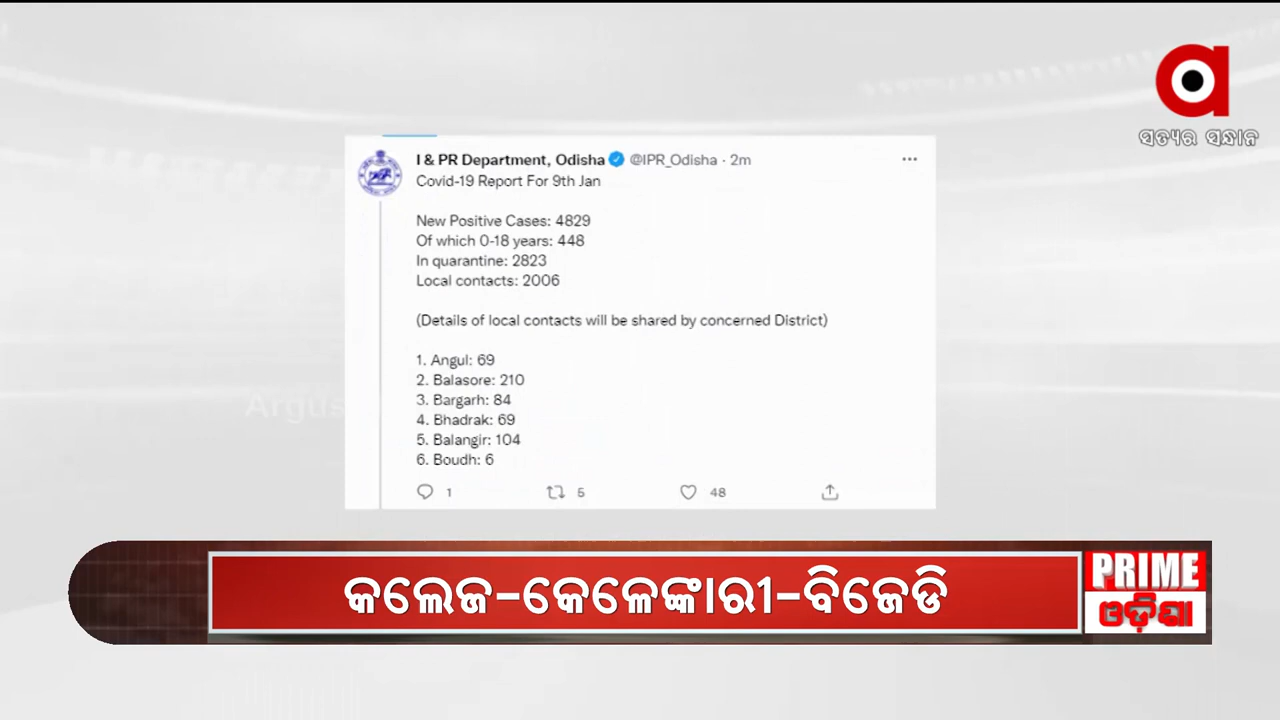 ସତ୍ୟର ସନ୍ଧାନ
I & PR Department, Odisha @IPR_Odisha · 2m
Covid-19 Report For 9th Jan
New Positive Cases: 4829
Of which 0-18 years: 448
In quarantine: 2823
Local contacts: 2006
(Details of local contacts will be shared by concerned District)
1. Angul: 69
2. Balasore: 210
3. Bargarh: 84
4. Bhadrak: 69
5. Balangir: 104
6. Boudh: 6
1 5 48
Argus
କଲେଜ-କେଳେଙ୍କାରୀ-ବିଜେଡି
PRIME
ଓଡ଼ିଶା